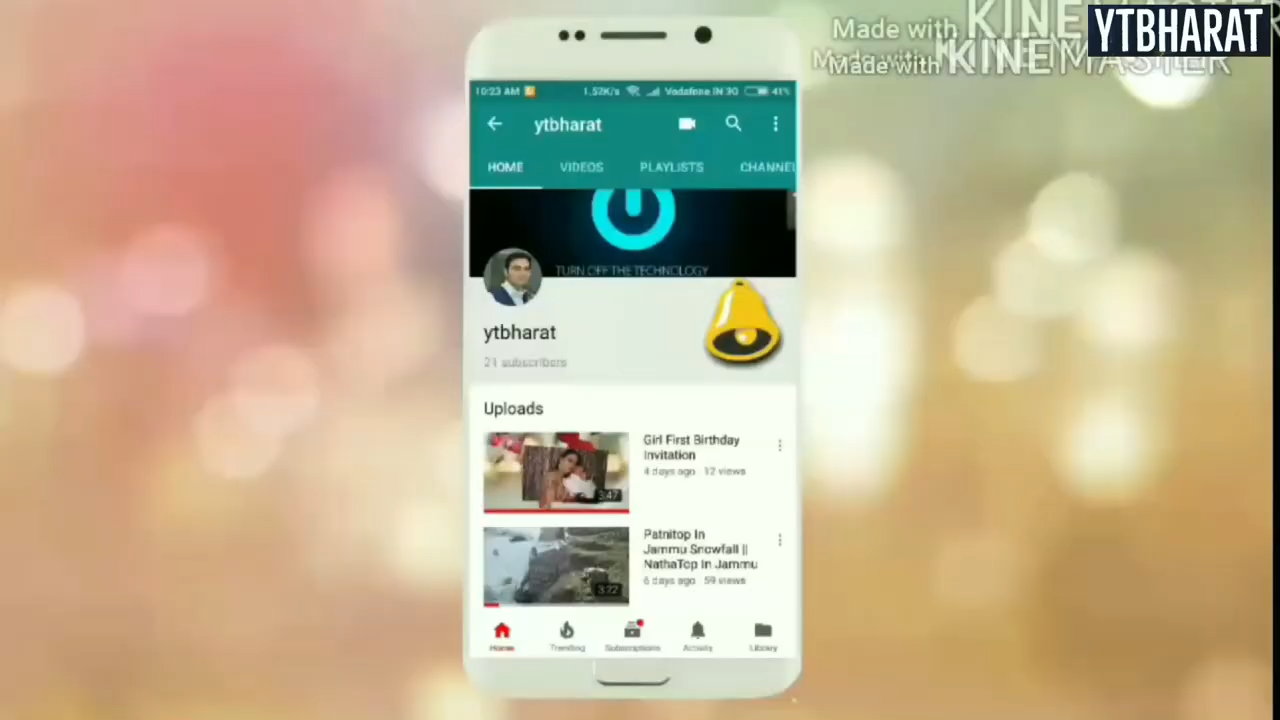 Made with KINEMASTER
YTBHARAT
Made with KINEMASTER
10:23 AM 1.52K/s Vodafone IN 3G 41%
ytbharat
HOME VIDEOS PLAYLISTS CHANNEL
TURN OFF THE TECHNOLOGY
ytbharat
21 subscribers
Uploads
Girl First Birthday
Invitation
4 days ago 12 views
3:47
Patnitop In
Jammu Snowfall ||
NathaTop In Jammu
6 days ago 59 views
3:22
Home Trending Subscriptions Activity Library